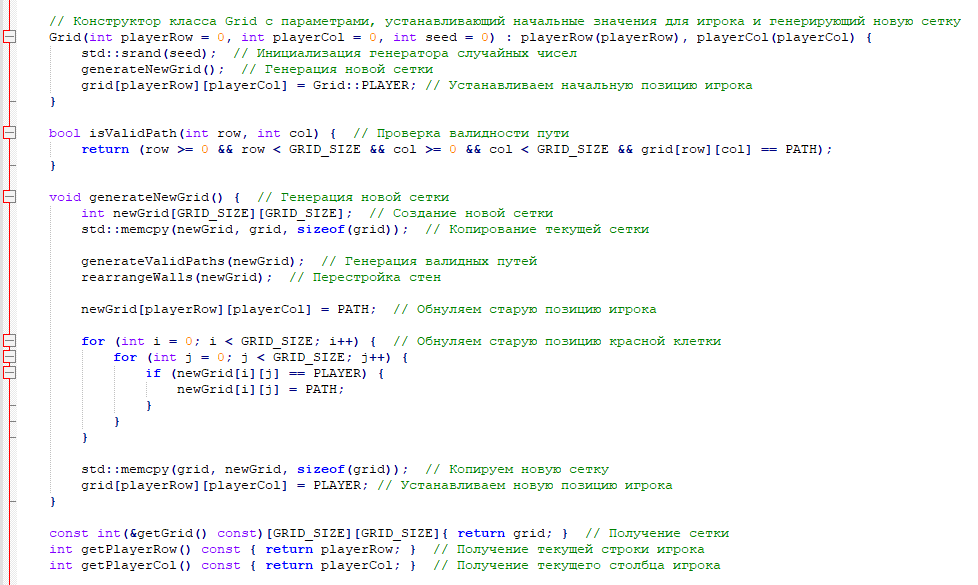 // Конструктор класса Grid с параметрами, устанавливающий начальные значения для игрока и генерирующий новую сетку
Grid(int playerRow = 0, int playerCol = 0, int seed = 0) : playerRow(playerRow), playerCol(playerCol) {
    std::srand(seed);  // Инициализация генератора случайных чисел
    generateNewGrid();  // Генерация новой сетки
    grid[playerRow][playerCol] = Grid::PLAYER; // Устанавливаем начальную позицию игрока
}
bool isValidPath(int row, int col) {  // Проверка валидности пути
    return (row >= 0 && row < GRID_SIZE && col >= 0 && col < GRID_SIZE && grid[row][col] == PATH);
}
void generateNewGrid() {  // Генерация новой сетки
    int newGrid[GRID_SIZE][GRID_SIZE];  // Создание новой сетки
    std::memcpy(newGrid, grid, sizeof(grid));  // Копирование текущей сетки
    generateValidPaths(newGrid);  // Генерация валидных путей
    rearrangeWalls(newGrid);  // Перестройка стен
    newGrid[playerRow][playerCol] = PATH;  // Обнуляем старую позицию игрока
    for (int i = 0; i < GRID_SIZE; i++) {  // Обнуляем старую позицию красной клетки
        for (int j = 0; j < GRID_SIZE; j++) {
            if (newGrid[i][j] == PLAYER) {
                newGrid[i][j] = PATH;
            }
        }
    }
    std::memcpy(grid, newGrid, sizeof(grid));  // Копируем новую сетку
    grid[playerRow][playerCol] = PLAYER; // Устанавливаем новую позицию игрока
}
const int(&getGrid() const)[GRID_SIZE][GRID_SIZE]{ return grid; }  // Получение сетки
int getPlayerRow() const { return playerRow; }  // Получение текущей строки игрока
int getPlayerCol() const { return playerCol; }  // Получение текущего столбца игрока